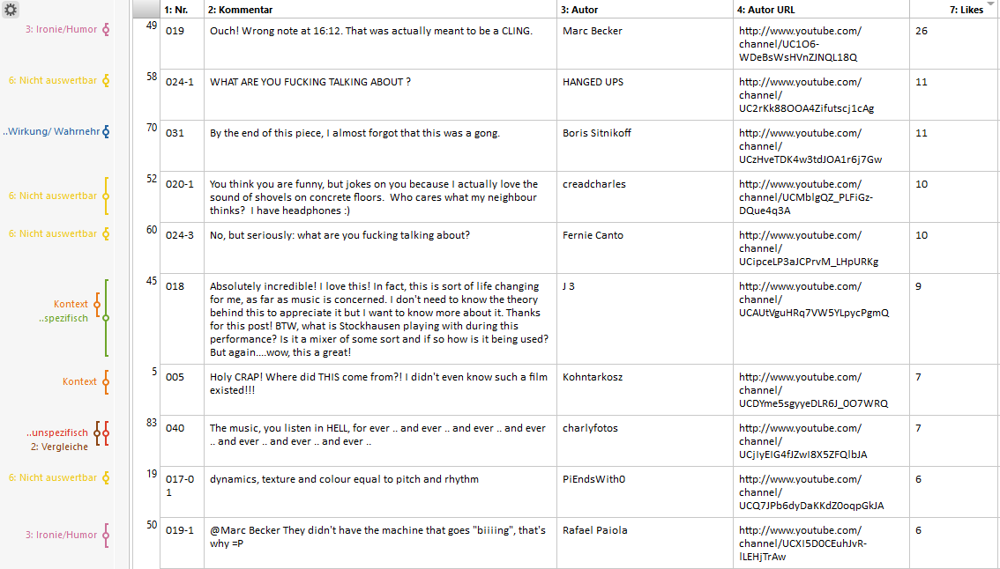 1: Nr. 2: Kommentar 3: Autor 4: Autor URL 7: Likes
3: Ironie/Humor 49 019 Ouch! Wrong note at 16:12. That was actually meant to be a CLING. Marc Becker http://www.youtube.com/ 26
channel/UC1O6-
WDeBsWsHVnZJNQL18Q
6: Nicht auswertbar 58 024-1 WHAT ARE YOU FUCKING TALKING ABOUT ? HANGED UPS http://www.youtube.com/ 11
channel/
UC2rKk88OOA4Zifutscj1cAg
..Wirkung/ Wahrnehr 70 031 By the end of this piece, I almost forgot that this was a gong. Boris Sitnikoff http://www.youtube.com/ 11
channel/
UCzHveTDK4w3tdJOA1r6j7Gw
6: Nicht auswertbar 52 020-1 You think you are funny, but jokes on you because I actually love the creadcharles http://www.youtube.com/ 10
sound of shovels on concrete floors.  Who cares what my neighbour channel/UCMblgQZ_PLFiGz-
thinks?  I have headphones :) DQue4q3A
6: Nicht auswertbar 60 024-3 No, but seriously: what are you fucking talking about? Fernie Canto http://www.youtube.com/ 10
channel/
UCipceLP3aJCPrvM_LHpURKg
45 018 Absolutely incredible! I love this! In fact, this is sort of life changing J 3 http://www.youtube.com/ 9
Kontext for me, as far as music is concerned. I don't need to know the theory channel/
..spezifisch behind this to appreciate it but I want to know more about it. Thanks UCAUtVguHRq7VW5YLpycPgmQ
for this post! BTW, what is Stockhausen playing with during this
performance? Is it a mixer of some sort and if so how is it being used?
But again....wow, this a great!
Kontext 5 005 Holy CRAP! Where did THIS come from?! I didn't even know such a film Kohntarkosz http://www.youtube.com/ 7
existed!!! channel/
UCDYme5sgyyeDLR6J_0O7WRQ
..unspezifisch 83 040 The music, you listen in HELL, for ever .. and ever .. and ever .. and ever charlyfotos http://www.youtube.com/ 7
2: Vergleiche .. and ever .. and ever .. and ever .. channel/
UCjIyEIG4fJZwI8X5ZFQlbJA
6: Nicht auswertbar 19 017-0 dynamics, texture and colour equal to pitch and rhythm PiEndsWith0 http://www.youtube.com/ 6
1 channel/
UCQ7JPb6dyDaKKdZ0oqpGkJA
3: Ironie/Humor 50 019-1 @Marc Becker They didn't have the machine that goes "biiiing", that's Rafael Paiola http://www.youtube.com/ 6
why =P channel/UCXI5D0CEuhJvR-
lLEHjTrAw